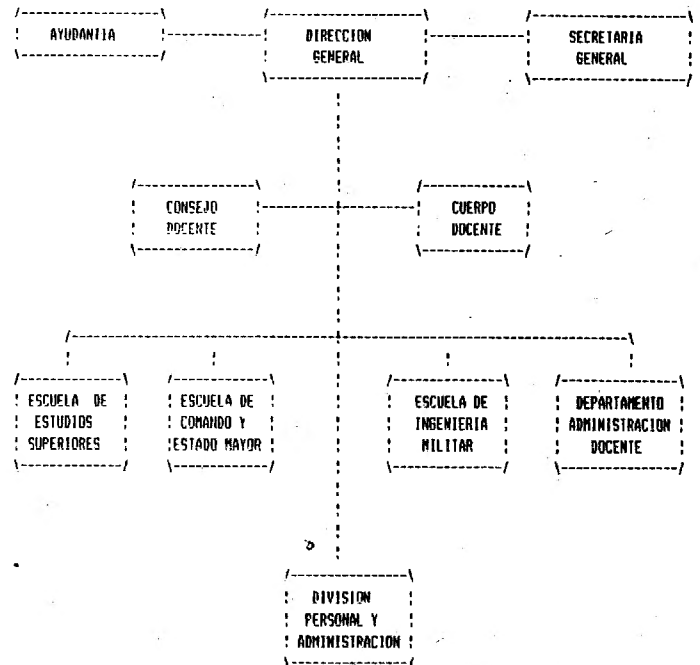 AYUDANTIA
DIRECCION
GENERAL
SECRETARIA
GENERAL
CONSEJO
DOCENTE
CUERPO
DOCENTE
ESCUELA DE
ESTUDIOS
SUPERIORES
ESCUELA DE
COMANDO Y
ESTADO MAYOR
ESCUELA DE
INGENIERIA
MILITAR
DEPARTAMENTO
ADMINISTRACION
DOCENTE
DIVISION
PERSONAL Y
ADMINISTRACION